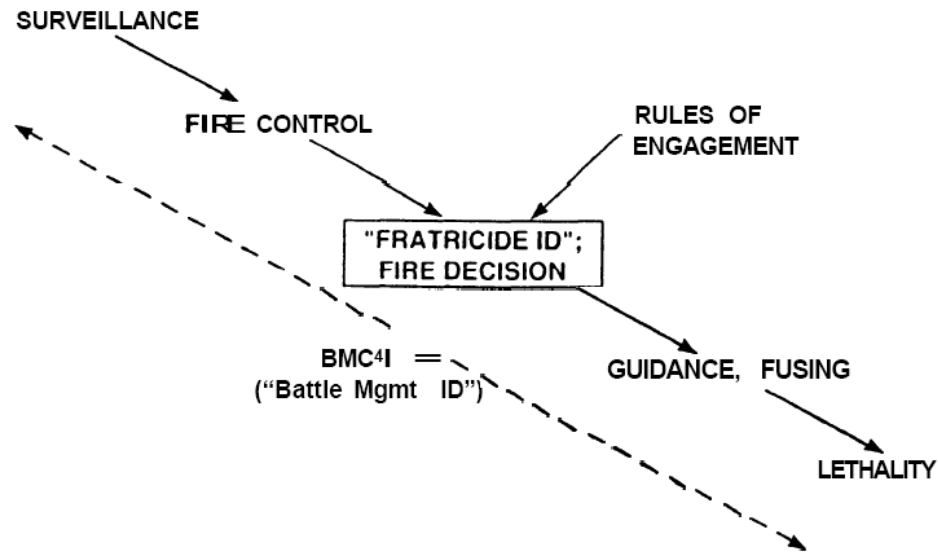 SURVEILLANCE
FIRE CONTROL
RULES OF
ENGAGEMENT
"FRATRICIDE ID";
FIRE DECISION
BMC⁴I =
("Battle Mgmt ID")
GUIDANCE, FUSING
LETHALITY